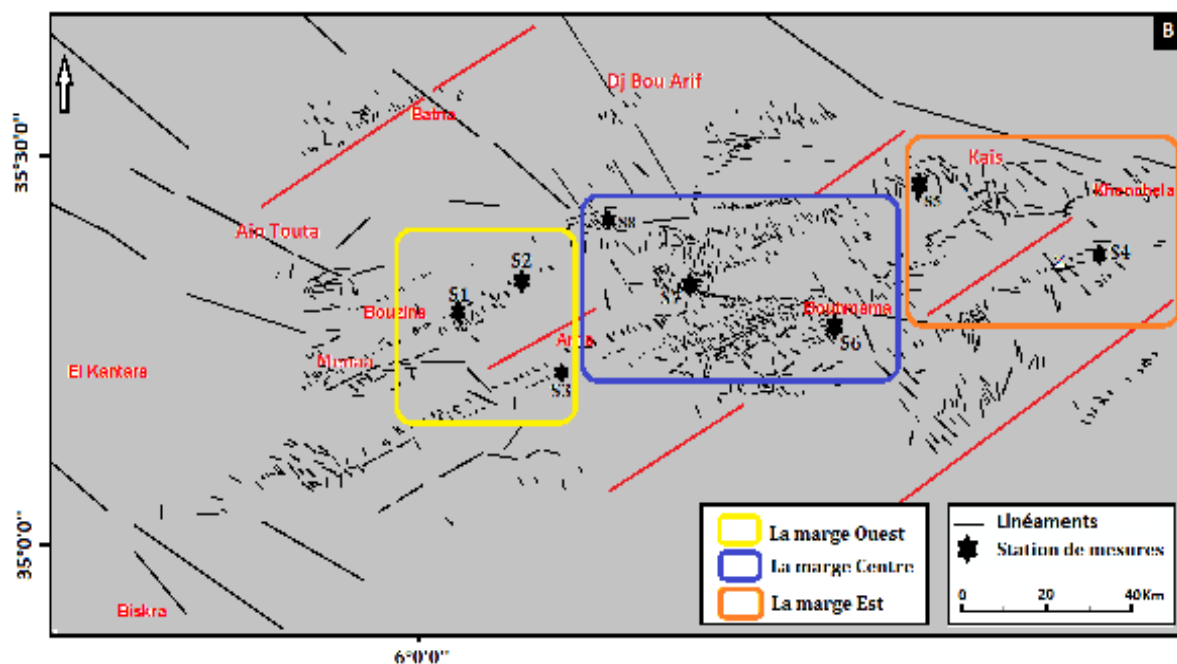 B
Dj Bou Arif
Batna
35°30'0"
Kais
Khenchela
S5
S8
Ain Touta
S4
S2
S1
S7
Bouzina
Boutmama
Arris
S6
Menaa
El Kantara
S3
La marge Ouest
La marge Centre
La marge Est
Linéaments
Station de mesures
0 20 40Km
35°0'0"
Biskra
6°0'0"